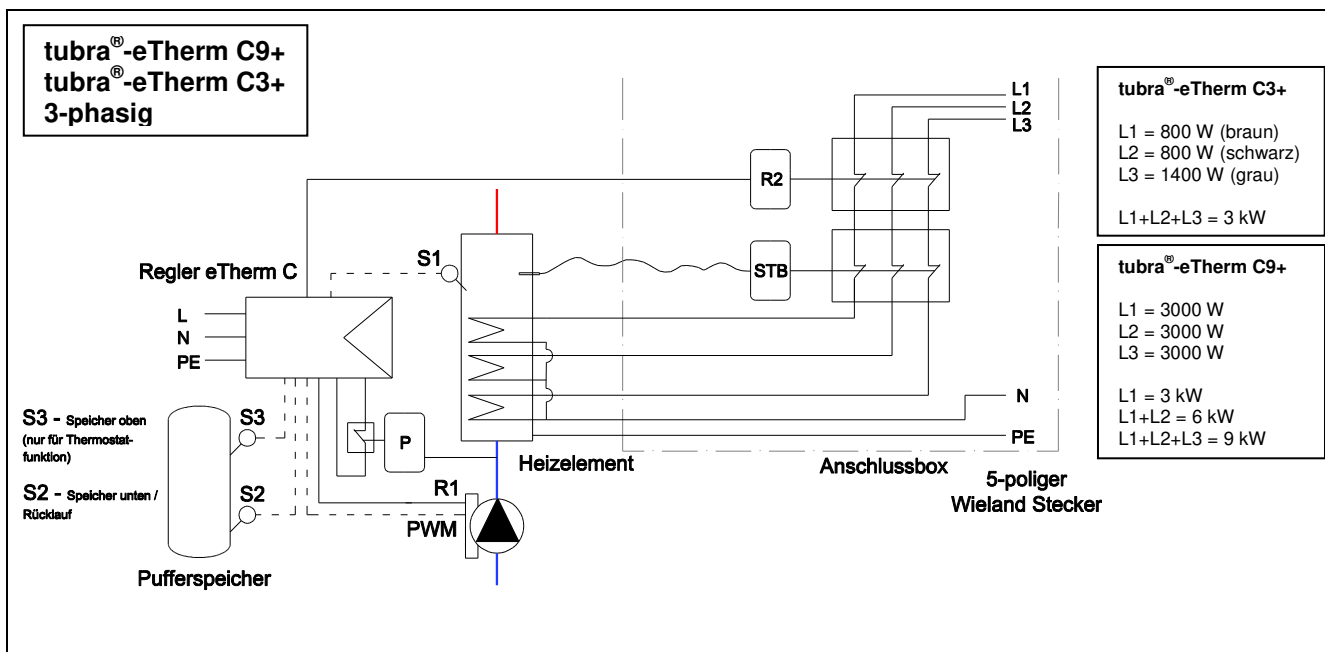 tubra®-eTherm C9+
tubra®-eTherm C3+
3-phasig
L1
L2
L3
R2
STB
S1
Regler eTherm C
L
N
PE
S3 - Speicher oben
(nur für Thermostat-
funktion)
S3
S2 - Speicher unten /
Rücklauf
S2
Pufferspeicher
P
R1
PWM
Heizelement
N
PE
Anschlussbox
5-poliger
Wieland Stecker
tubra®-eTherm C3+
L1 = 800 W (braun)
L2 = 800 W (schwarz)
L3 = 1400 W (grau)
L1+L2+L3 = 3 kW
tubra®-eTherm C9+
L1 = 3000 W
L2 = 3000 W
L3 = 3000 W
L1 = 3 kW
L1+L2 = 6 kW
L1+L2+L3 = 9 kW